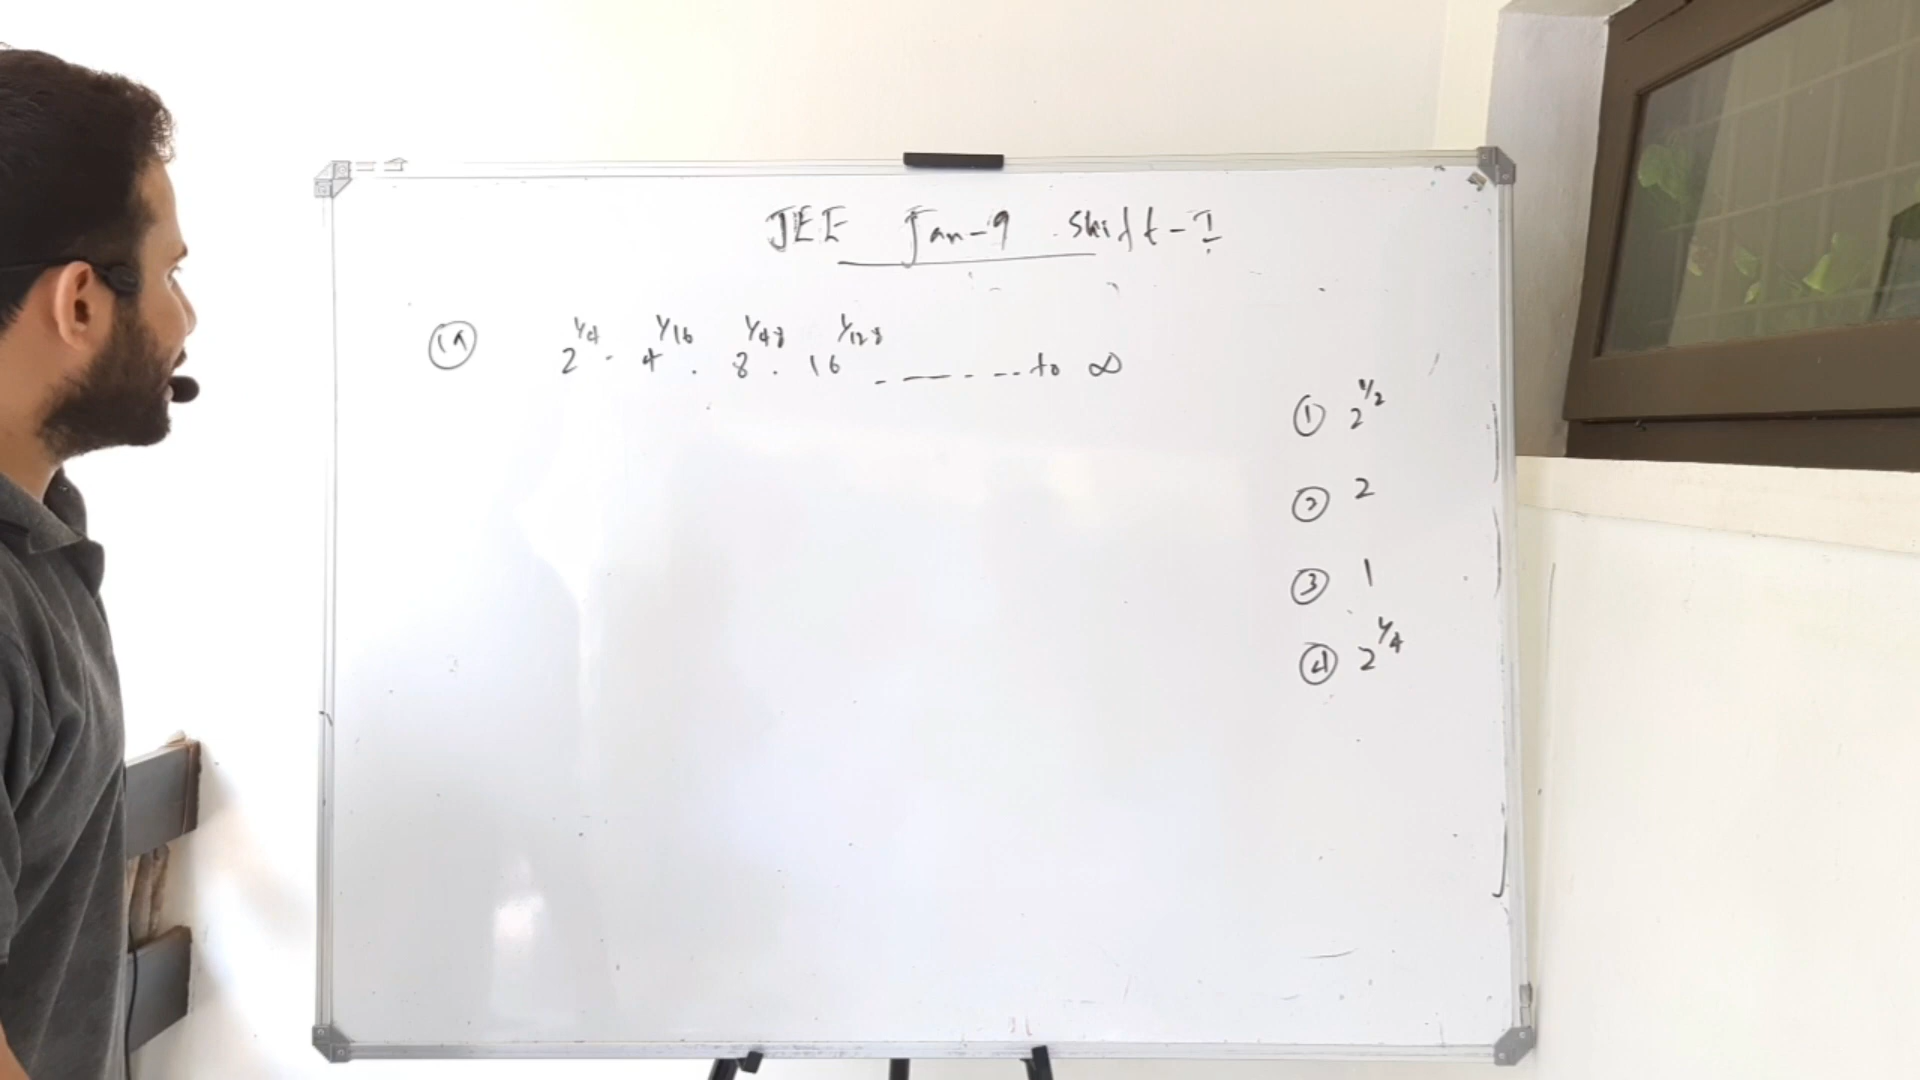 JEE Jan-9 Shift-I
2^1/4 . 4^1/16 . 8^1/48 . 16^1/128 ------ to ∞
① 2^1/2
② 2
③ 1
④ 2^1/4